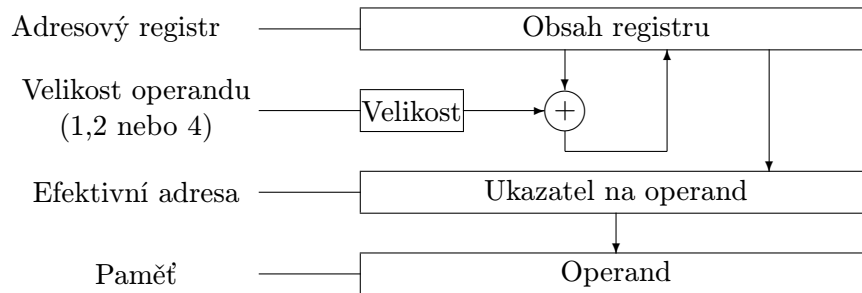 Adresový registr
Obsah registru
Velikost operandu
(1,2 nebo 4)
Velikost
+
Efektivní adresa
Ukazatel na operand
Paměť
Operand